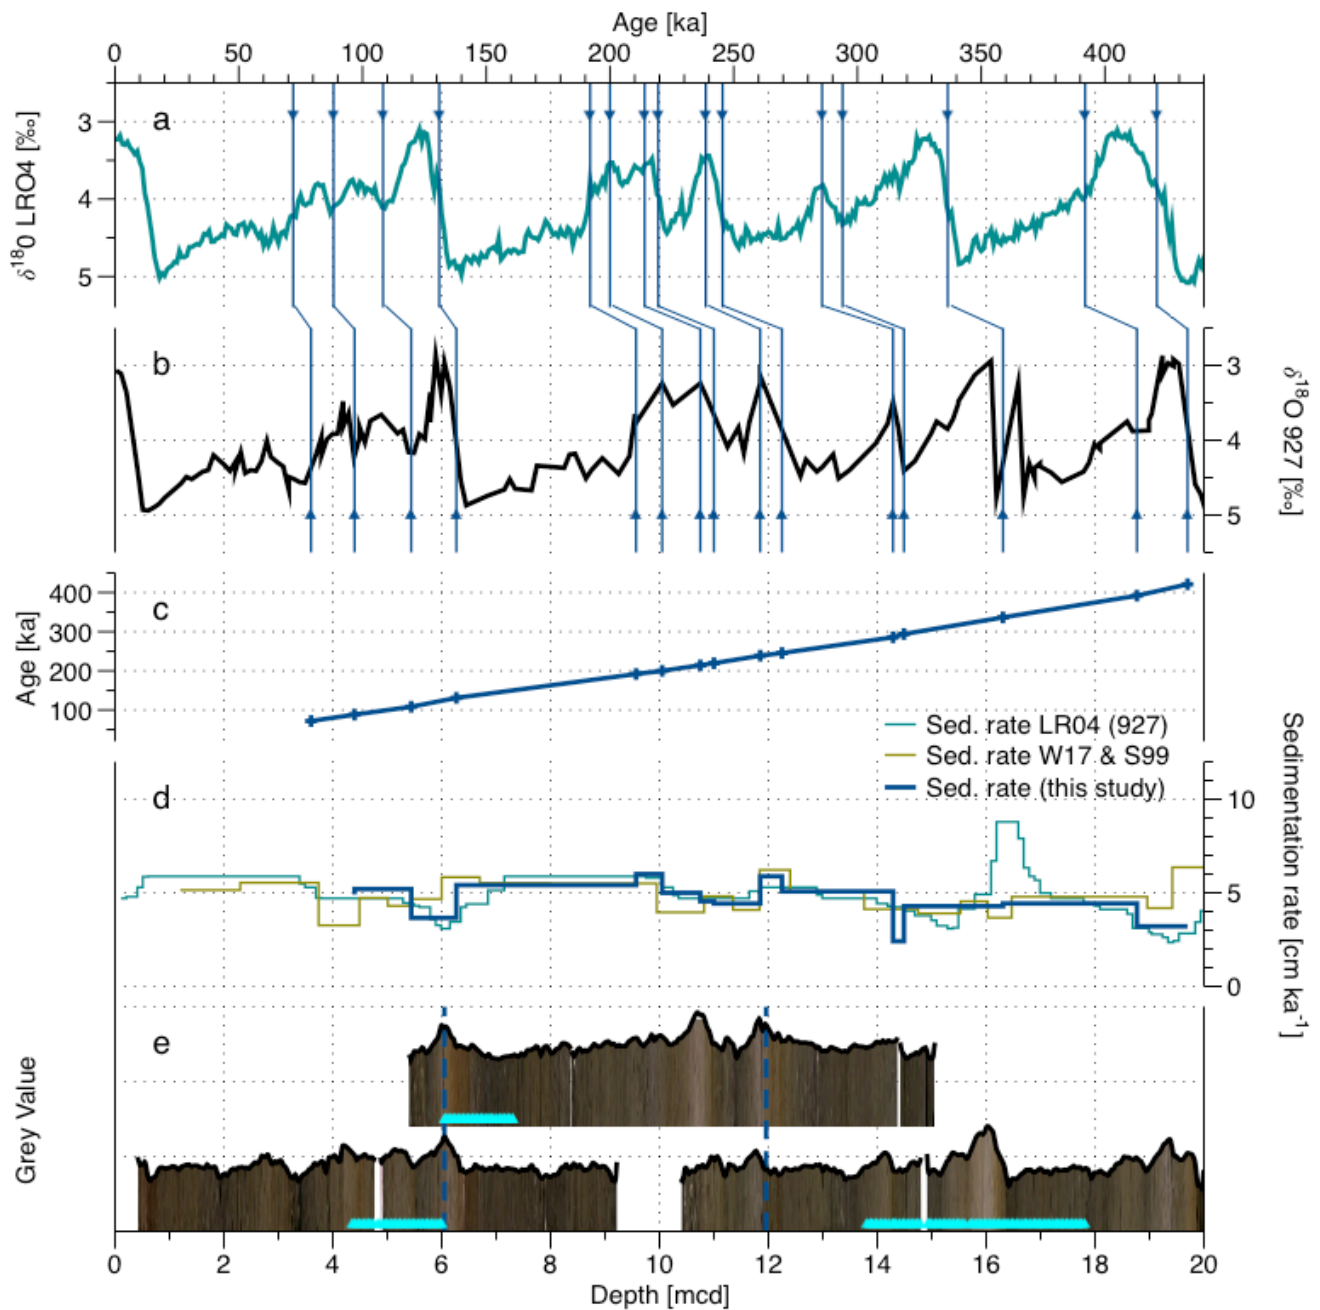 Age [ka]
0 50 100 150 200 250 300 350 400
a
δ¹⁸0 LR04 [‰]
3
4
5
b
δ¹⁸O 927 [‰]
3
4
5
c
Age [ka]
400
300
200
100
Sed. rate LR04 (927)
Sed. rate W17 & S99
Sed. rate (this study)
d
Sedimentation rate [cm ka⁻¹]
10
5
0
e
Grey Value
0 2 4 6 8 10 12 14 16 18 20
Depth [mcd]